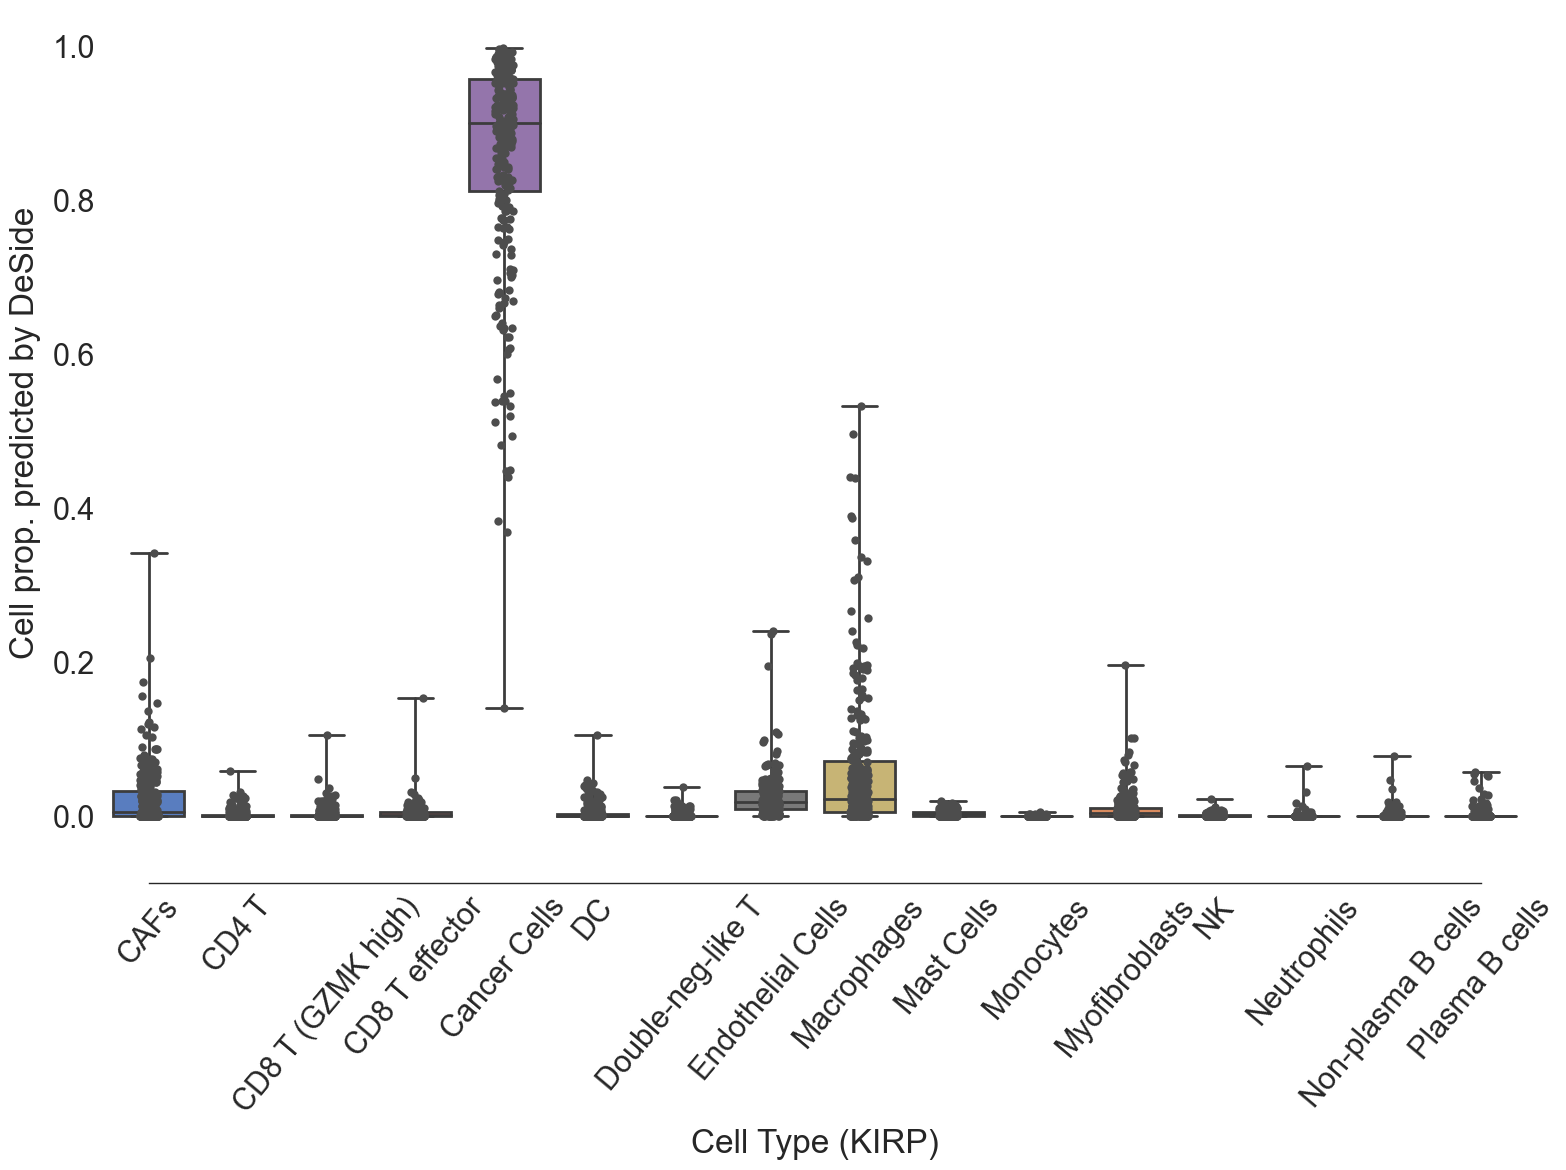 Cell prop. predicted by DeSide
1.0
0.8
0.6
0.4
0.2
0.0
CAFs
CD4 T
CD8 T (GZMK high)
CD8 T effector
Cancer Cells
DC
Double-neg-like T
Endothelial Cells
Macrophages
Mast Cells
Monocytes
Myofibroblasts
NK
Neutrophils
Non-plasma B cells
Plasma B cells
Cell Type (KIRP)